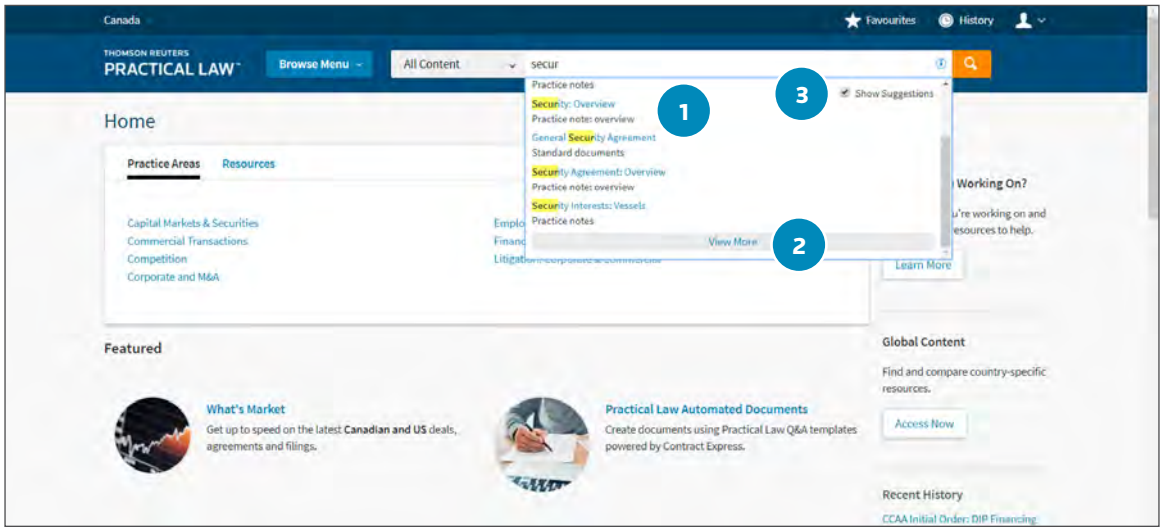 Canada
Favourites
History
THOMSON REUTERS
PRACTICAL LAW™
Browse Menu
All Content
secur
Practice notes
Show Suggestions
Security: Overview
Practice note: overview
General Security Agreement
Standard documents
Security Agreement: Overview
Practice note: overview
Security Interests: Vessels
Practice notes
View More
1
2
3
Home
Practice Areas
Resources
Capital Markets & Securities
Commercial Transactions
Competition
Corporate and M&A
Emplo
Financ
Working On?
u're working on and
esources to help.
Learn More
Featured
What's Market
Get up to speed on the latest Canadian and US deals,
agreements and filings.
Practical Law Automated Documents
Create documents using Practical Law Q&A templates
powered by Contract Express.
Global Content
Find and compare country-specific
resources.
Access Now
Recent History
CCAA Initial Order: DIP Financing